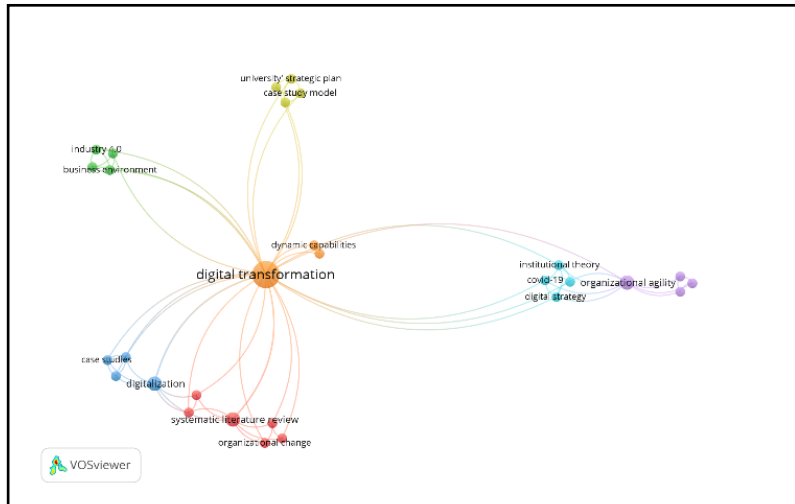 university' strategic plan
case study model
industry 4.0
business environment
dynamic capabilities
digital transformation
institutional theory
covid-19
organizational agility
digital strategy
case studies
digitalization
systematic literature review
organizational change
VOSviewer